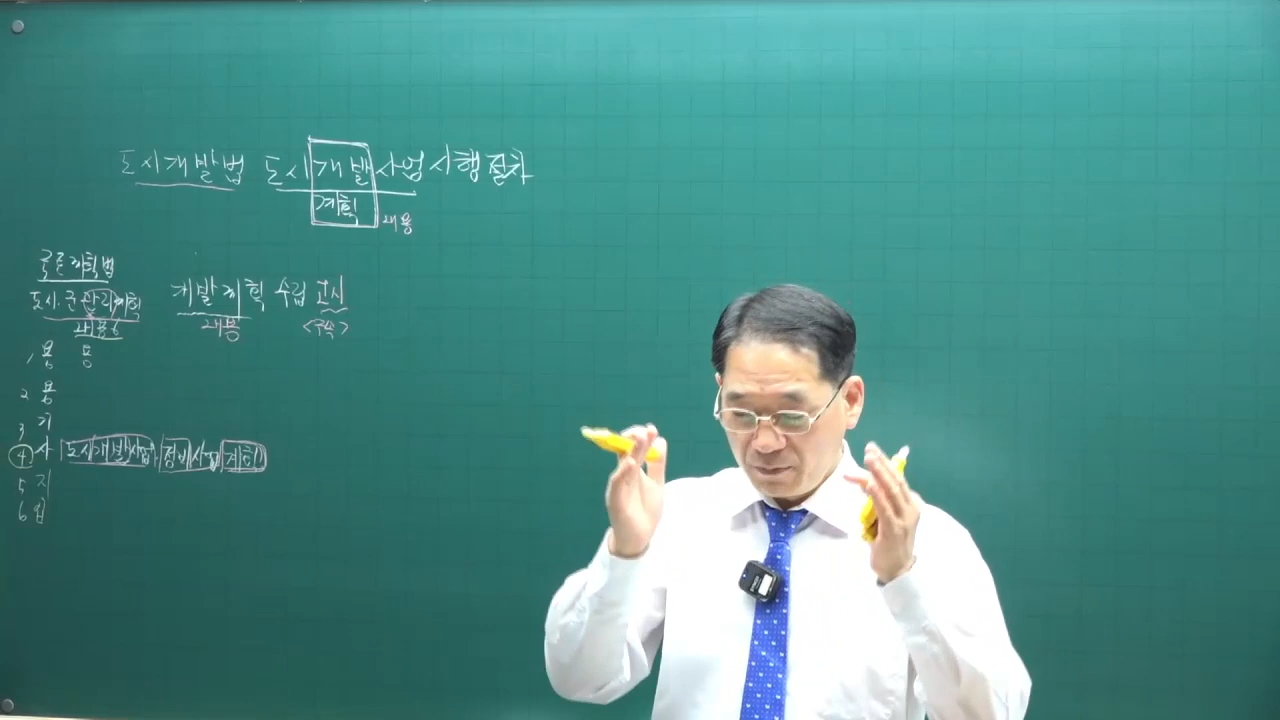 도시개발법 도시개발사업시행절차
계획 내용
국토계획법
도시·군관리계획
내용6
개발계획 수립 고시
내용 <구속>
1, 용 용
2 용
3 기
④ 사 도시개발사업, 정비사업 계획
5 지
6 입